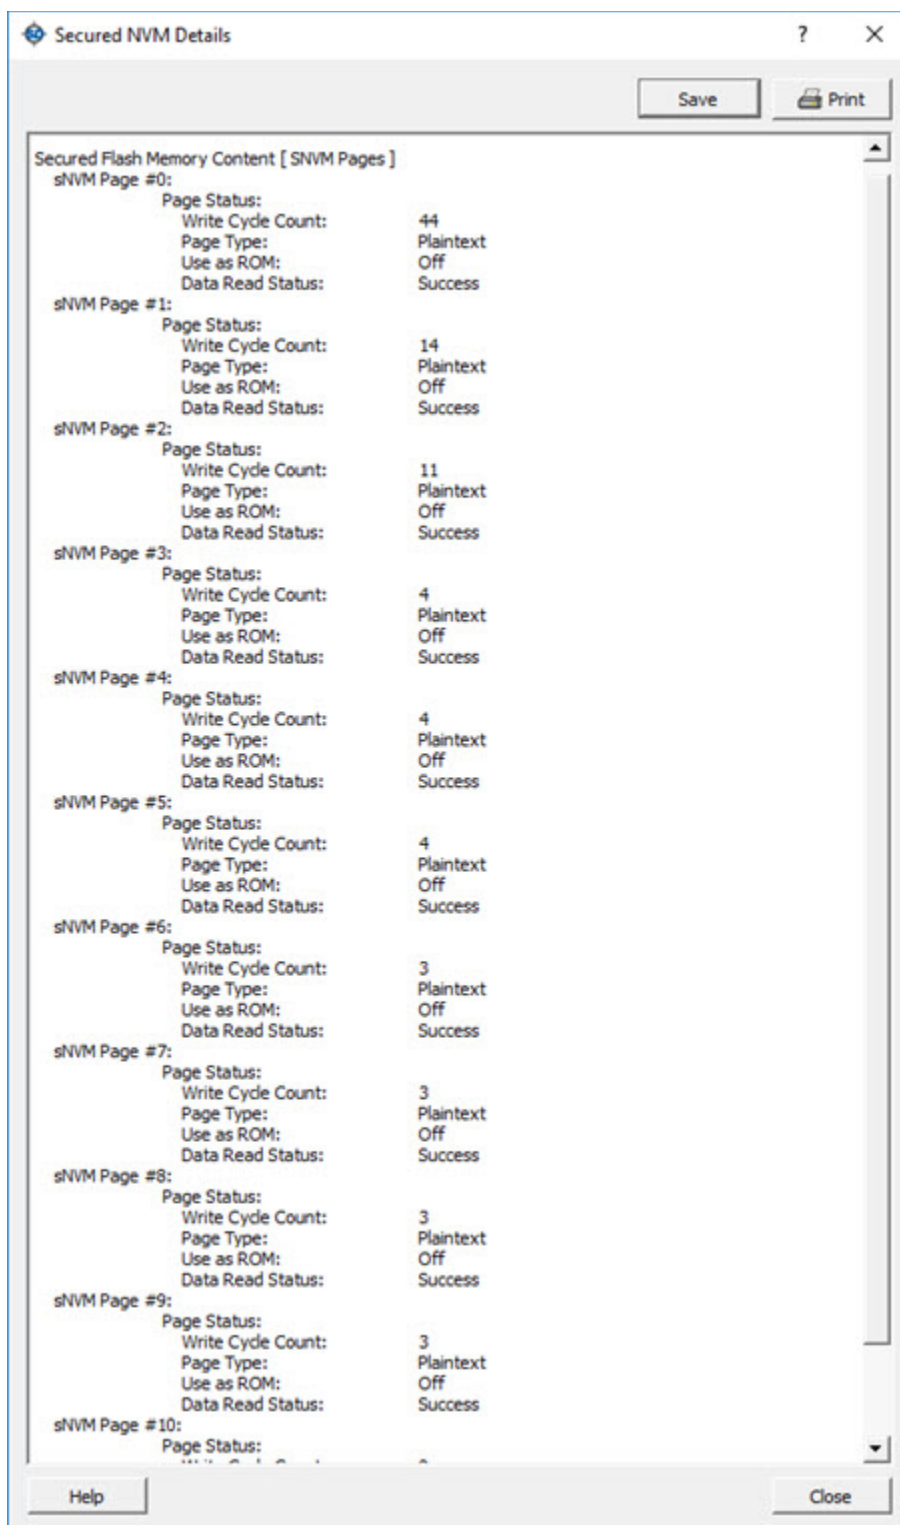 Secured NVM Details ? ×
Save Print
Secured Flash Memory Content [ SNVM Pages ]
sNVM Page #0:
Page Status:
Write Cycle Count: 44
Page Type: Plaintext
Use as ROM: Off
Data Read Status: Success
sNVM Page #1:
Page Status:
Write Cycle Count: 14
Page Type: Plaintext
Use as ROM: Off
Data Read Status: Success
sNVM Page #2:
Page Status:
Write Cycle Count: 11
Page Type: Plaintext
Use as ROM: Off
Data Read Status: Success
sNVM Page #3:
Page Status:
Write Cycle Count: 4
Page Type: Plaintext
Use as ROM: Off
Data Read Status: Success
sNVM Page #4:
Page Status:
Write Cycle Count: 4
Page Type: Plaintext
Use as ROM: Off
Data Read Status: Success
sNVM Page #5:
Page Status:
Write Cycle Count: 4
Page Type: Plaintext
Use as ROM: Off
Data Read Status: Success
sNVM Page #6:
Page Status:
Write Cycle Count: 3
Page Type: Plaintext
Use as ROM: Off
Data Read Status: Success
sNVM Page #7:
Page Status:
Write Cycle Count: 3
Page Type: Plaintext
Use as ROM: Off
Data Read Status: Success
sNVM Page #8:
Page Status:
Write Cycle Count: 3
Page Type: Plaintext
Use as ROM: Off
Data Read Status: Success
sNVM Page #9:
Page Status:
Write Cycle Count: 3
Page Type: Plaintext
Use as ROM: Off
Data Read Status: Success
sNVM Page #10:
Page Status:
Help Close